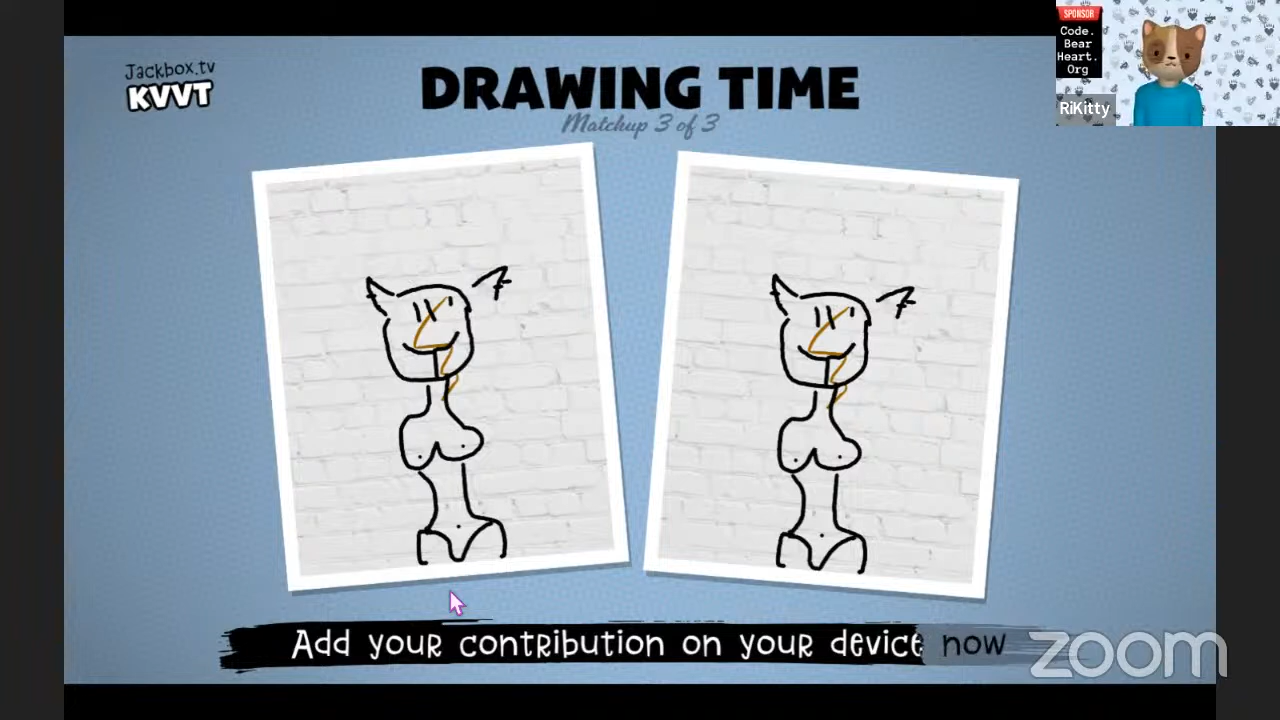 Jackbox.tv
KVVT
DRAWING TIME
Matchup 3 of 3
SPONSOR
Code.
Bear
Heart.
Org
RiKitty
Add your contribution on your device now
zoom